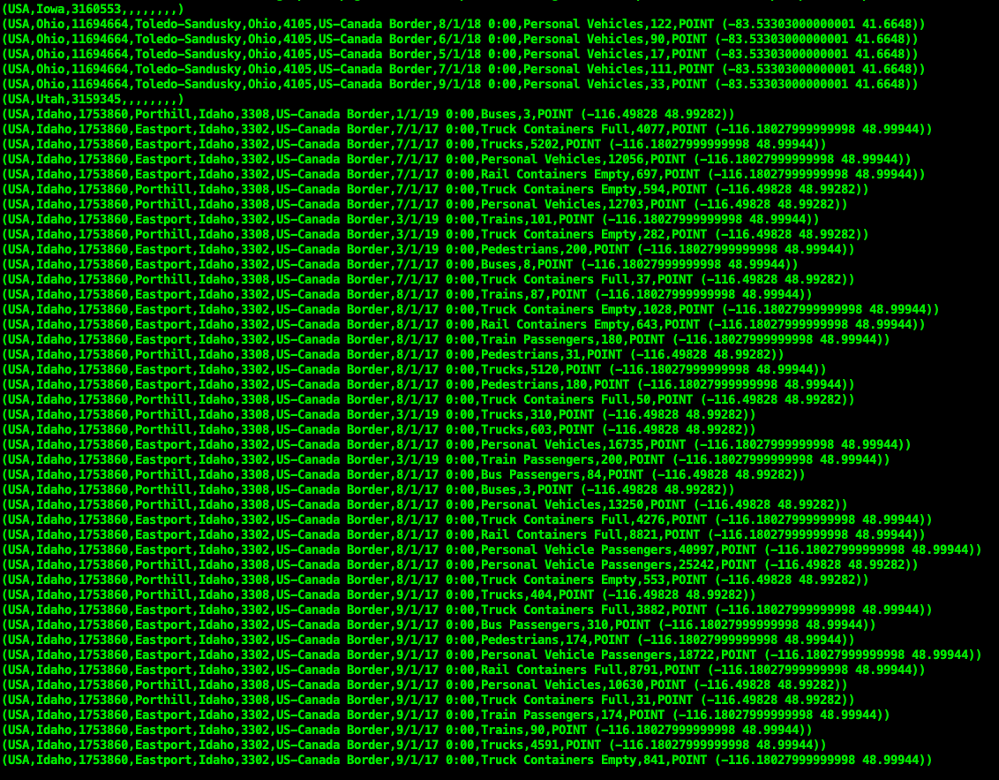 (USA,Iowa,3160553,,,,,,,,)
(USA,Ohio,11694664,Toledo-Sandusky,Ohio,4105,US-Canada Border,8/1/18 0:00,Personal Vehicles,122,POINT (-83.53303000000001 41.6648))
(USA,Ohio,11694664,Toledo-Sandusky,Ohio,4105,US-Canada Border,6/1/18 0:00,Personal Vehicles,90,POINT (-83.53303000000001 41.6648))
(USA,Ohio,11694664,Toledo-Sandusky,Ohio,4105,US-Canada Border,5/1/18 0:00,Personal Vehicles,17,POINT (-83.53303000000001 41.6648))
(USA,Ohio,11694664,Toledo-Sandusky,Ohio,4105,US-Canada Border,7/1/18 0:00,Personal Vehicles,111,POINT (-83.53303000000001 41.6648))
(USA,Ohio,11694664,Toledo-Sandusky,Ohio,4105,US-Canada Border,9/1/18 0:00,Personal Vehicles,33,POINT (-83.53303000000001 41.6648))
(USA,Utah,3159345,,,,,,,,)
(USA,Idaho,1753860,Porthill,Idaho,3308,US-Canada Border,1/1/19 0:00,Buses,3,POINT (-116.49828 48.99282))
(USA,Idaho,1753860,Eastport,Idaho,3302,US-Canada Border,7/1/17 0:00,Truck Containers Full,4077,POINT (-116.18027999999998 48.99944))
(USA,Idaho,1753860,Eastport,Idaho,3302,US-Canada Border,7/1/17 0:00,Trucks,5202,POINT (-116.18027999999998 48.99944))
(USA,Idaho,1753860,Eastport,Idaho,3302,US-Canada Border,7/1/17 0:00,Personal Vehicles,12056,POINT (-116.18027999999998 48.99944))
(USA,Idaho,1753860,Eastport,Idaho,3302,US-Canada Border,7/1/17 0:00,Rail Containers Empty,697,POINT (-116.18027999999998 48.99944))
(USA,Idaho,1753860,Porthill,Idaho,3308,US-Canada Border,7/1/17 0:00,Truck Containers Empty,594,POINT (-116.49828 48.99282))
(USA,Idaho,1753860,Porthill,Idaho,3308,US-Canada Border,7/1/17 0:00,Personal Vehicles,12703,POINT (-116.49828 48.99282))
(USA,Idaho,1753860,Eastport,Idaho,3302,US-Canada Border,3/1/19 0:00,Trains,101,POINT (-116.18027999999998 48.99944))
(USA,Idaho,1753860,Porthill,Idaho,3308,US-Canada Border,3/1/19 0:00,Truck Containers Empty,282,POINT (-116.49828 48.99282))
(USA,Idaho,1753860,Eastport,Idaho,3302,US-Canada Border,3/1/19 0:00,Pedestrians,200,POINT (-116.18027999999998 48.99944))
(USA,Idaho,1753860,Eastport,Idaho,3302,US-Canada Border,7/1/17 0:00,Buses,8,POINT (-116.18027999999998 48.99944))
(USA,Idaho,1753860,Porthill,Idaho,3308,US-Canada Border,7/1/17 0:00,Truck Containers Full,37,POINT (-116.49828 48.99282))
(USA,Idaho,1753860,Eastport,Idaho,3302,US-Canada Border,8/1/17 0:00,Trains,87,POINT (-116.18027999999998 48.99944))
(USA,Idaho,1753860,Eastport,Idaho,3302,US-Canada Border,8/1/17 0:00,Truck Containers Empty,1028,POINT (-116.18027999999998 48.99944))
(USA,Idaho,1753860,Eastport,Idaho,3302,US-Canada Border,8/1/17 0:00,Rail Containers Empty,643,POINT (-116.18027999999998 48.99944))
(USA,Idaho,1753860,Eastport,Idaho,3302,US-Canada Border,8/1/17 0:00,Train Passengers,180,POINT (-116.18027999999998 48.99944))
(USA,Idaho,1753860,Porthill,Idaho,3308,US-Canada Border,8/1/17 0:00,Pedestrians,31,POINT (-116.49828 48.99282))
(USA,Idaho,1753860,Eastport,Idaho,3302,US-Canada Border,8/1/17 0:00,Trucks,5120,POINT (-116.18027999999998 48.99944))
(USA,Idaho,1753860,Eastport,Idaho,3302,US-Canada Border,8/1/17 0:00,Pedestrians,180,POINT (-116.18027999999998 48.99944))
(USA,Idaho,1753860,Porthill,Idaho,3308,US-Canada Border,8/1/17 0:00,Truck Containers Full,50,POINT (-116.49828 48.99282))
(USA,Idaho,1753860,Porthill,Idaho,3308,US-Canada Border,3/1/19 0:00,Trucks,310,POINT (-116.49828 48.99282))
(USA,Idaho,1753860,Porthill,Idaho,3308,US-Canada Border,8/1/17 0:00,Trucks,603,POINT (-116.49828 48.99282))
(USA,Idaho,1753860,Eastport,Idaho,3302,US-Canada Border,8/1/17 0:00,Personal Vehicles,16735,POINT (-116.18027999999998 48.99944))
(USA,Idaho,1753860,Eastport,Idaho,3302,US-Canada Border,3/1/19 0:00,Train Passengers,200,POINT (-116.18027999999998 48.99944))
(USA,Idaho,1753860,Porthill,Idaho,3308,US-Canada Border,8/1/17 0:00,Bus Passengers,84,POINT (-116.49828 48.99282))
(USA,Idaho,1753860,Porthill,Idaho,3308,US-Canada Border,8/1/17 0:00,Buses,3,POINT (-116.49828 48.99282))
(USA,Idaho,1753860,Porthill,Idaho,3308,US-Canada Border,8/1/17 0:00,Personal Vehicles,13250,POINT (-116.49828 48.99282))
(USA,Idaho,1753860,Eastport,Idaho,3302,US-Canada Border,8/1/17 0:00,Truck Containers Full,4276,POINT (-116.18027999999998 48.99944))
(USA,Idaho,1753860,Eastport,Idaho,3302,US-Canada Border,8/1/17 0:00,Rail Containers Full,8821,POINT (-116.18027999999998 48.99944))
(USA,Idaho,1753860,Eastport,Idaho,3302,US-Canada Border,8/1/17 0:00,Personal Vehicle Passengers,40997,POINT (-116.18027999999998 48.99944))
(USA,Idaho,1753860,Porthill,Idaho,3308,US-Canada Border,8/1/17 0:00,Personal Vehicle Passengers,25242,POINT (-116.49828 48.99282))
(USA,Idaho,1753860,Porthill,Idaho,3308,US-Canada Border,8/1/17 0:00,Truck Containers Empty,553,POINT (-116.49828 48.99282))
(USA,Idaho,1753860,Porthill,Idaho,3308,US-Canada Border,9/1/17 0:00,Trucks,404,POINT (-116.49828 48.99282))
(USA,Idaho,1753860,Eastport,Idaho,3302,US-Canada Border,9/1/17 0:00,Truck Containers Full,3882,POINT (-116.18027999999998 48.99944))
(USA,Idaho,1753860,Eastport,Idaho,3302,US-Canada Border,9/1/17 0:00,Bus Passengers,310,POINT (-116.18027999999998 48.99944))
(USA,Idaho,1753860,Eastport,Idaho,3302,US-Canada Border,9/1/17 0:00,Pedestrians,174,POINT (-116.18027999999998 48.99944))
(USA,Idaho,1753860,Eastport,Idaho,3302,US-Canada Border,9/1/17 0:00,Personal Vehicle Passengers,18722,POINT (-116.18027999999998 48.99944))
(USA,Idaho,1753860,Eastport,Idaho,3302,US-Canada Border,9/1/17 0:00,Rail Containers Full,8791,POINT (-116.18027999999998 48.99944))
(USA,Idaho,1753860,Porthill,Idaho,3308,US-Canada Border,9/1/17 0:00,Personal Vehicles,10630,POINT (-116.49828 48.99282))
(USA,Idaho,1753860,Porthill,Idaho,3308,US-Canada Border,9/1/17 0:00,Truck Containers Full,31,POINT (-116.49828 48.99282))
(USA,Idaho,1753860,Eastport,Idaho,3302,US-Canada Border,9/1/17 0:00,Train Passengers,174,POINT (-116.18027999999998 48.99944))
(USA,Idaho,1753860,Eastport,Idaho,3302,US-Canada Border,9/1/17 0:00,Trains,90,POINT (-116.18027999999998 48.99944))
(USA,Idaho,1753860,Eastport,Idaho,3302,US-Canada Border,9/1/17 0:00,Trucks,4591,POINT (-116.18027999999998 48.99944))
(USA,Idaho,1753860,Eastport,Idaho,3302,US-Canada Border,9/1/17 0:00,Truck Containers Empty,841,POINT (-116.18027999999998 48.99944))